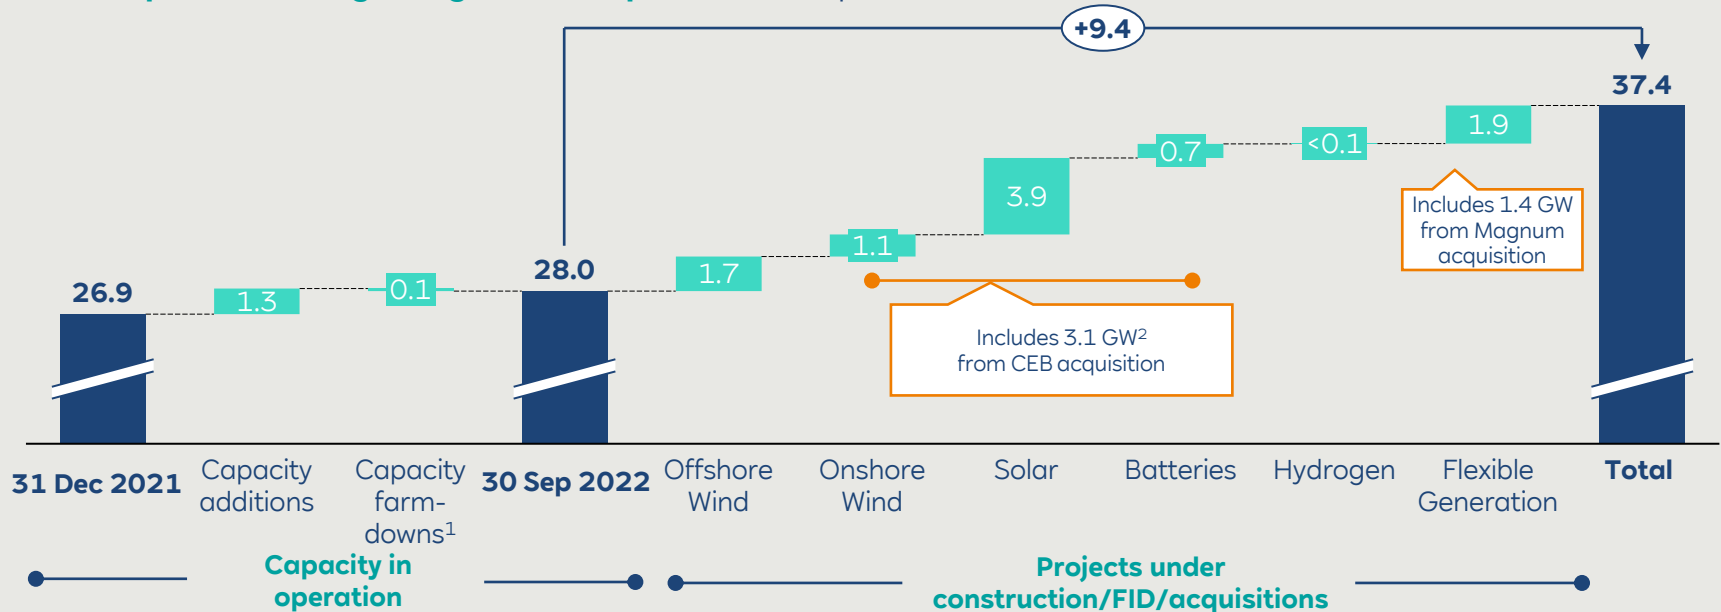 +9.4
37.4
1.9
<0.1
0.7
3.9
1.1
1.7
28.0
0.1
1.3
26.9
Includes 1.4 GW
from Magnum
acquisition
Includes 3.1 GW²
from CEB acquisition
31 Dec 2021
Capacity
additions
Capacity
farm-
downs¹
30 Sep 2022
Offshore
Wind
Onshore
Wind
Solar
Batteries
Hydrogen
Flexible
Generation
Total
Capacity in
operation
Projects under
construction/FID/acquisitions